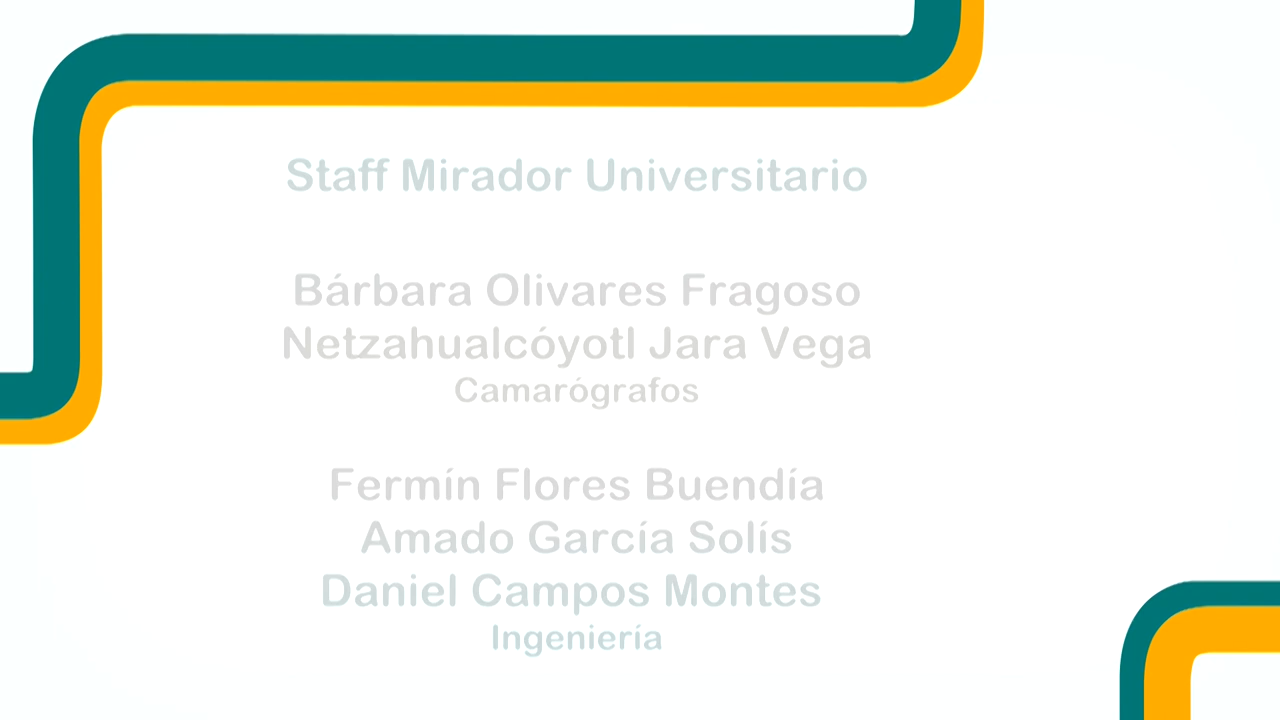 Staff Mirador Universitario
Bárbara Olivares Fragoso
Netzahualcóyotl Jara Vega
Camarógrafos
Fermín Flores Buendía
Amado García Solís
Daniel Campos Montes
Ingeniería